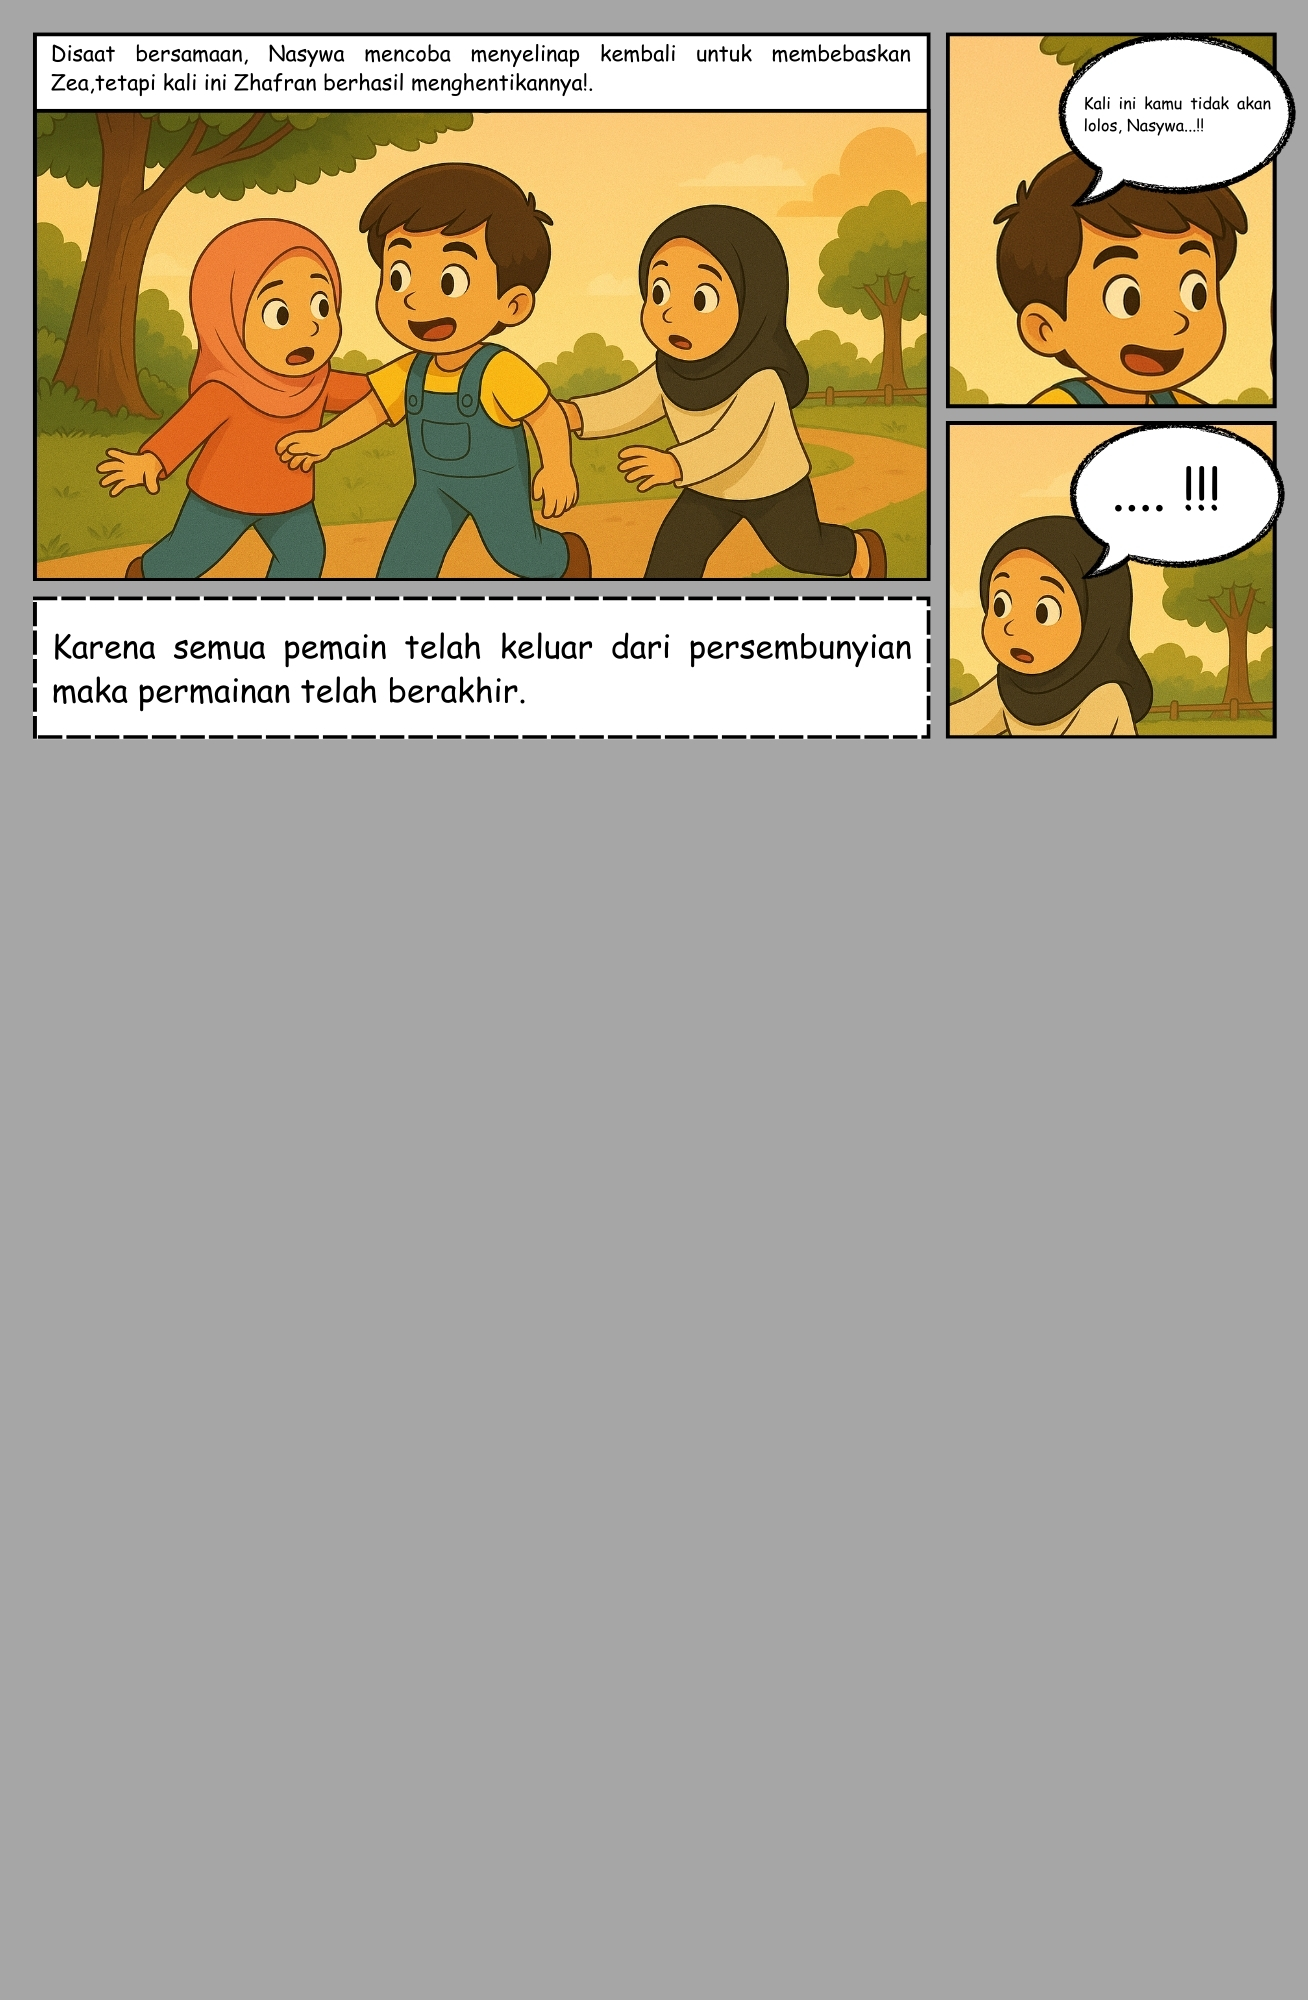 Disaat bersamaan, Nasywa mencoba menyelinap kembali untuk membebaskan
Zea,tetapi kali ini Zhafran berhasil menghentikannya!.
Kali ini kamu tidak akan
lolos, Nasywa...!!
.... !!!
Karena semua pemain telah keluar dari persembunyian
maka permainan telah berakhir.